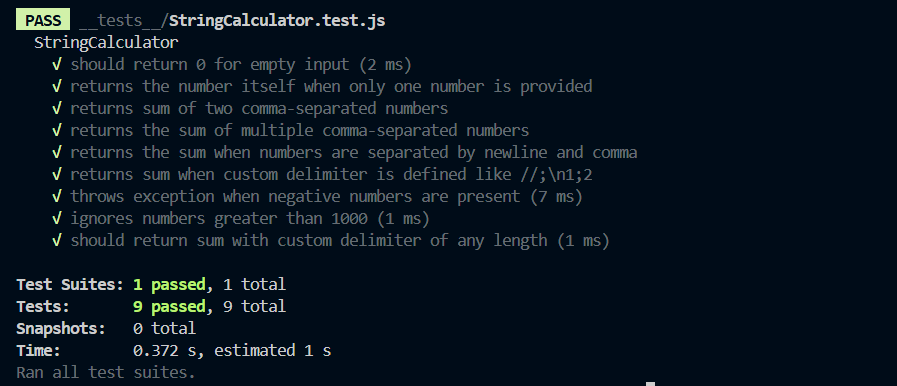 PASS __tests__/StringCalculator.test.js
StringCalculator
√ should return 0 for empty input (2 ms)
√ returns the number itself when only one number is provided
√ returns sum of two comma-separated numbers
√ returns the sum of multiple comma-separated numbers
√ returns the sum when numbers are separated by newline and comma
√ returns sum when custom delimiter is defined like //;\n1;2
√ throws exception when negative numbers are present (7 ms)
√ ignores numbers greater than 1000 (1 ms)
√ should return sum with custom delimiter of any length (1 ms)
Test Suites: 1 passed, 1 total
Tests: 9 passed, 9 total
Snapshots: 0 total
Time: 0.372 s, estimated 1 s
Ran all test suites.